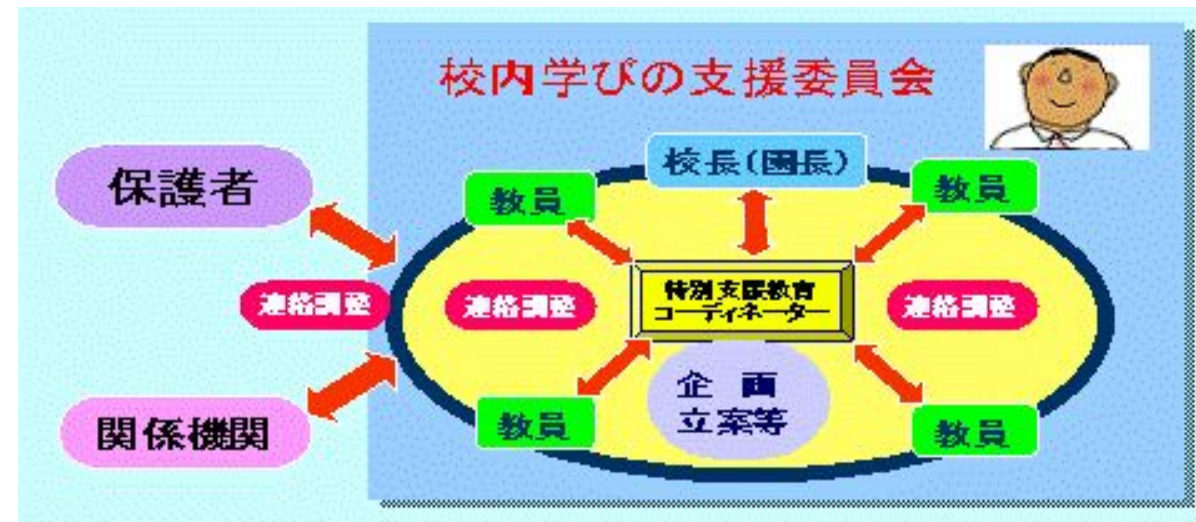 校内学びの支援委員会
保護者
校長(園長)
教員
教員
連絡調整
連絡調整
特別支援教育
コーディネーター
連絡調整
企 画
立案等
関係機関
教員
教員